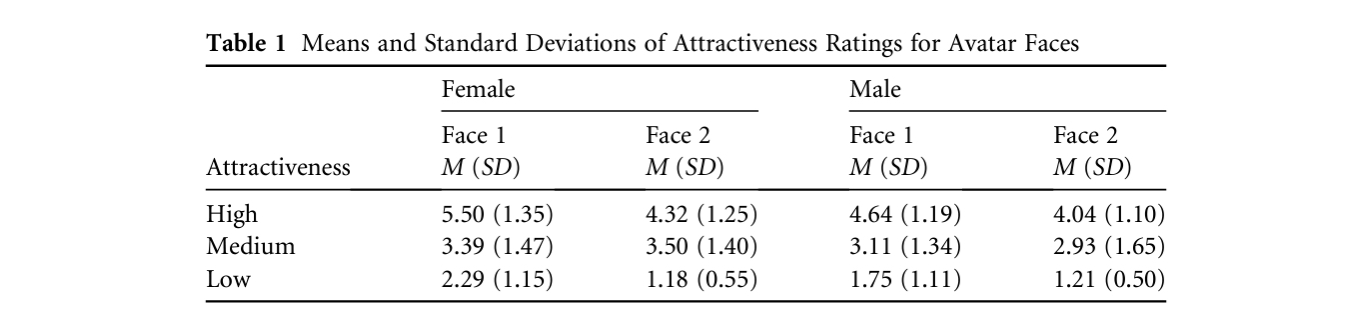 Table 1 Means and Standard Deviations of Attractiveness Ratings for Avatar Faces
Female Male
Face 1 Face 2 Face 1 Face 2
Attractiveness M (SD) M (SD) M (SD) M (SD)
High 5.50 (1.35) 4.32 (1.25) 4.64 (1.19) 4.04 (1.10)
Medium 3.39 (1.47) 3.50 (1.40) 3.11 (1.34) 2.93 (1.65)
Low 2.29 (1.15) 1.18 (0.55) 1.75 (1.11) 1.21 (0.50)